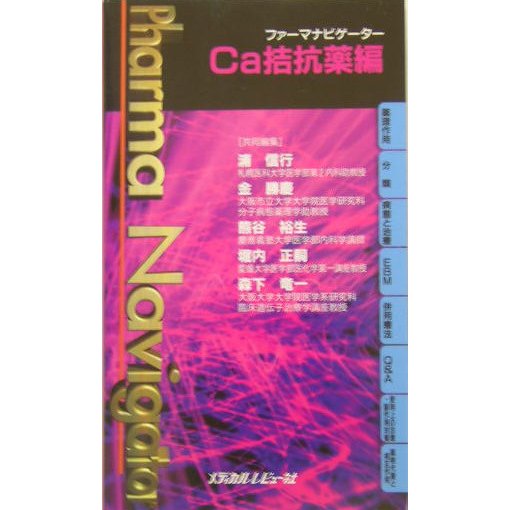 Pharma Navigator
ファーマナビゲーター
Ca拮抗薬編
[共同編集]
浦 信行
札幌医科大学医学部第2内科助教授
金 勝慶
大阪市立大学大学院医学研究科
分子病態薬理学助教授
熊谷 裕生
慶應義塾大学医学部内科学講師
堀内 正嗣
愛媛大学医学部医化学第一講座教授
森下 竜一
大阪大学大学院医学系研究科
臨床遺伝子治療学講座教授
薬理作用
分類
病態と治療
EBM
併用療法
Q&A
メディカルレビュー社